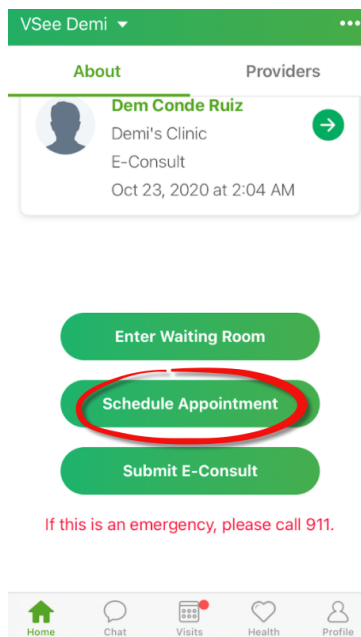 VSee Demi
About
Providers
Dem Conde Ruiz
Demi's Clinic
E-Consult
Oct 23, 2020 at 2:04 AM
Enter Waiting Room
Schedule Appointment
Submit E-Consult
If this is an emergency, please call 911.
Home
Chat
Visits
Health
Profile